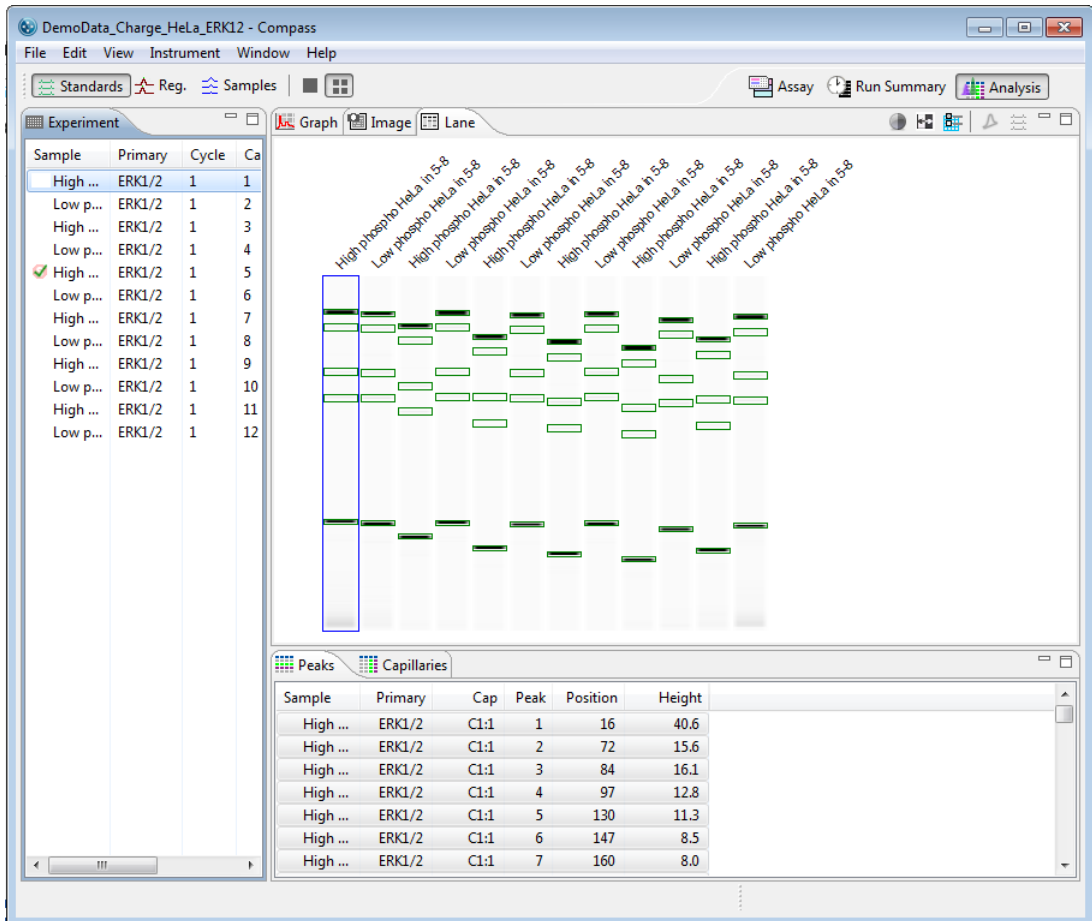 DemoData_Charge_HeLa_ERK12 - Compass
File Edit View Instrument Window Help
Standards Reg. Samples Assay Run Summary Analysis
Experiment
Sample Primary Cycle Ca
High ... ERK1/2 1 1
Low p... ERK1/2 1 2
High ... ERK1/2 1 3
Low p... ERK1/2 1 4
High ... ERK1/2 1 5
Low p... ERK1/2 1 6
High ... ERK1/2 1 7
Low p... ERK1/2 1 8
High ... ERK1/2 1 9
Low p... ERK1/2 1 10
High ... ERK1/2 1 11
Low p... ERK1/2 1 12
Graph Image Lane
High phospho HeLa in 5-8
Low phospho HeLa in 5-8
High phospho HeLa in 5-8
Low phospho HeLa in 5-8
High phospho HeLa in 5-8
Low phospho HeLa in 5-8
High phospho HeLa in 5-8
Low phospho HeLa in 5-8
High phospho HeLa in 5-8
Low phospho HeLa in 5-8
High phospho HeLa in 5-8
Low phospho HeLa in 5-8
Peaks Capillaries
Sample Primary Cap Peak Position Height
High ... ERK1/2 C1:1 1 16 40.6
High ... ERK1/2 C1:1 2 72 15.6
High ... ERK1/2 C1:1 3 84 16.1
High ... ERK1/2 C1:1 4 97 12.8
High ... ERK1/2 C1:1 5 130 11.3
High ... ERK1/2 C1:1 6 147 8.5
High ... ERK1/2 C1:1 7 160 8.0